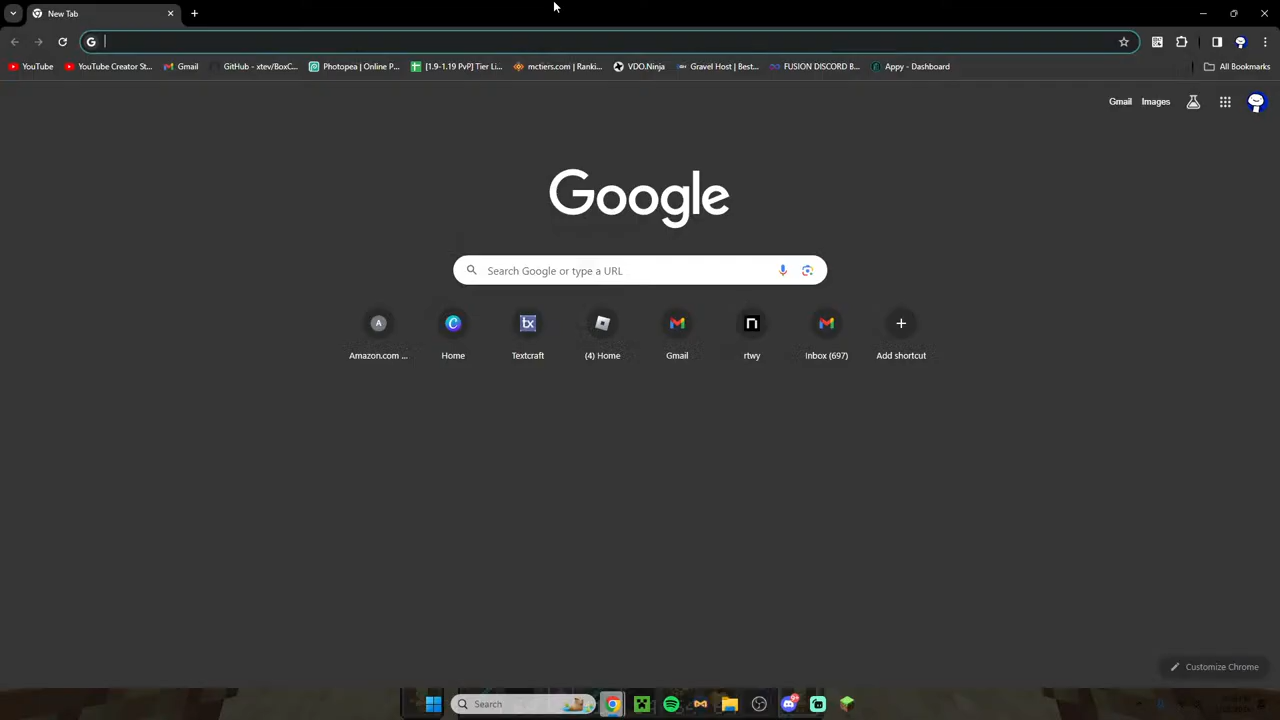 New Tab
YouTube
YouTube Creator St...
Gmail
GitHub - xtev/BoxC...
Photopea | Online P...
[1.9-1.19 PvP] Tier Li...
mctiers.com | Ranki...
VDO.Ninja
Gravel Host | Best...
FUSION DISCORD B...
Appy - Dashboard
All Bookmarks
Gmail
Images
Google
Search Google or type a URL
A
tx
Amazon.com ...
Home
Textcraft
(4) Home
Gmail
rtwy
Inbox (697)
Add shortcut
Customize Chrome
Search